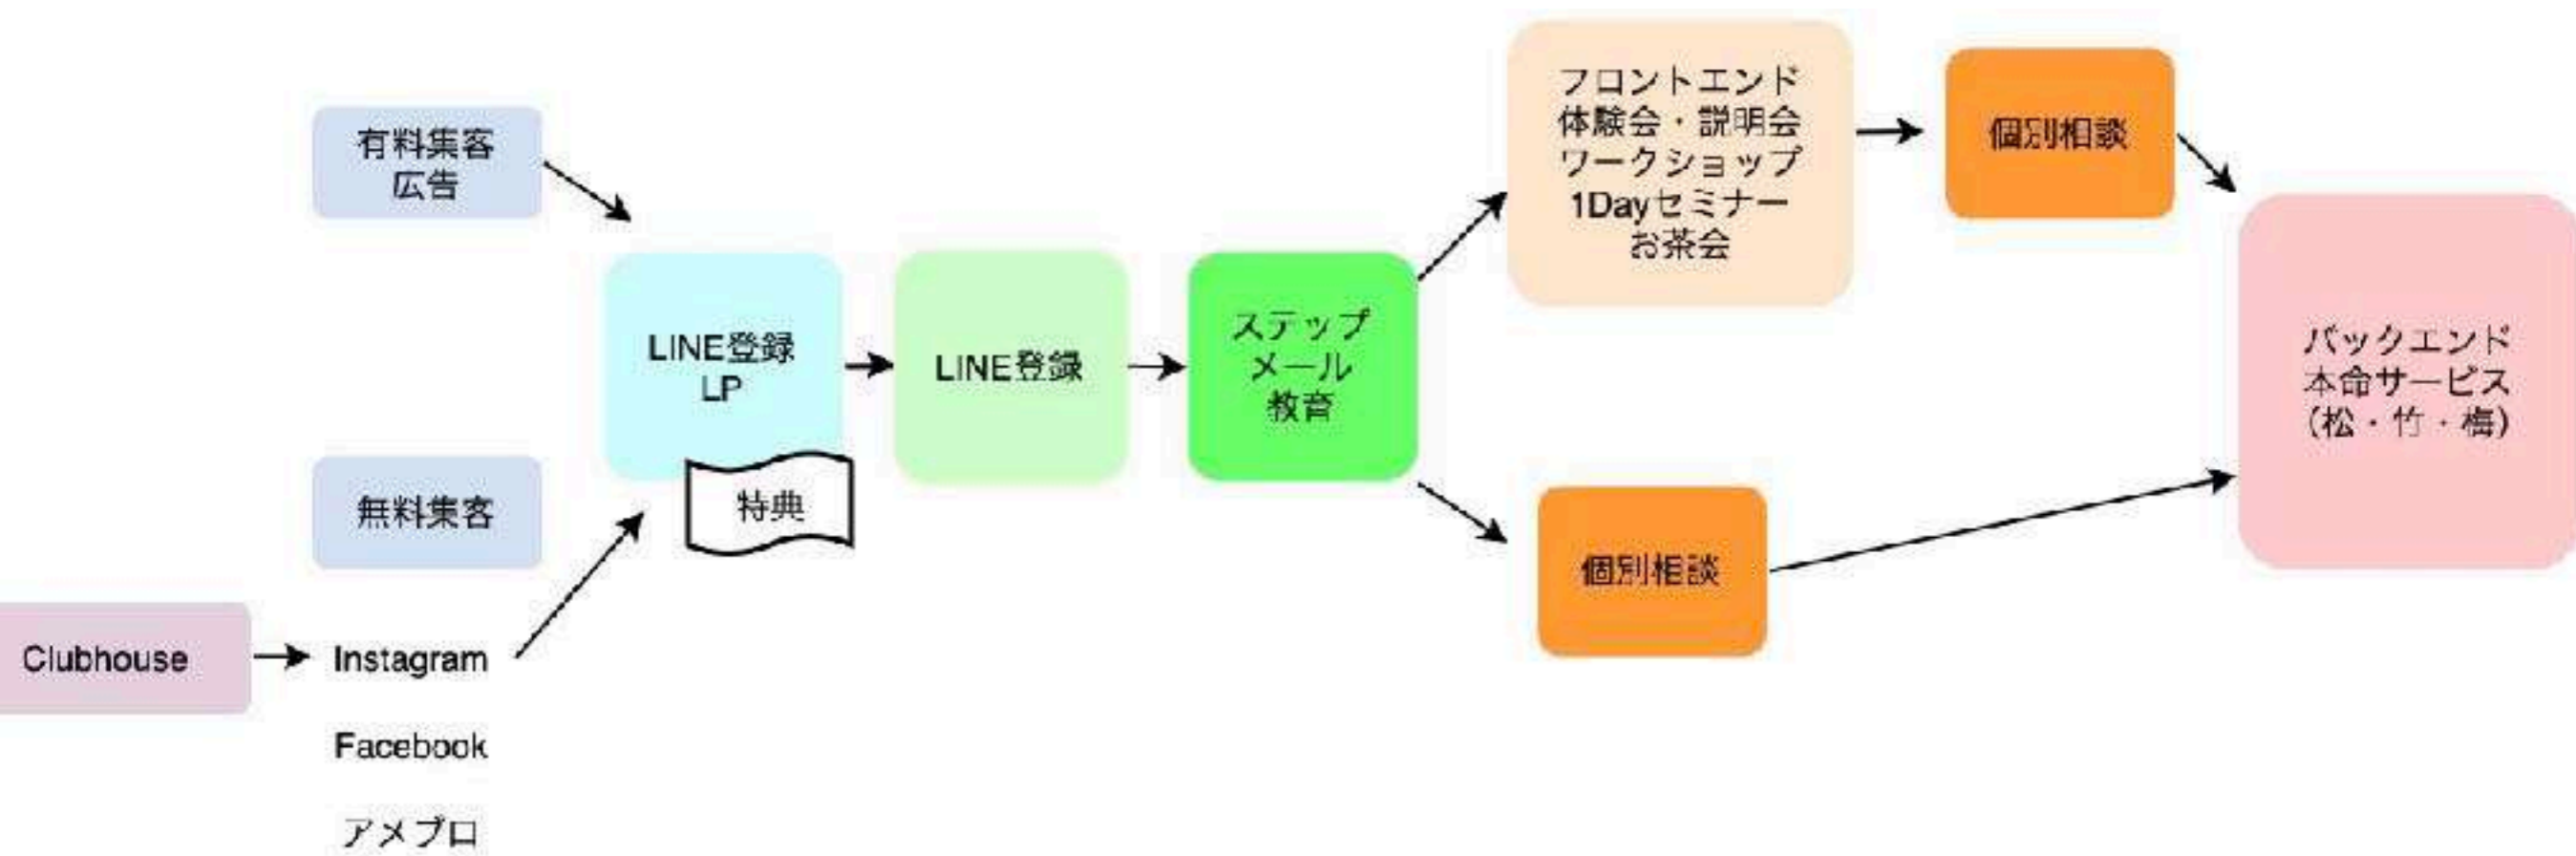 有料集客
広告
無料集客
Clubhouse
Instagram
Facebook
アメブロ
LINE登録
LP
特典
LINE登録
ステップ
メール
教育
フロントエンド
体験会・説明会
ワークショップ
1Dayセミナー
お茶会
個別相談
個別相談
バックエンド
本命サービス
(松・竹・梅)